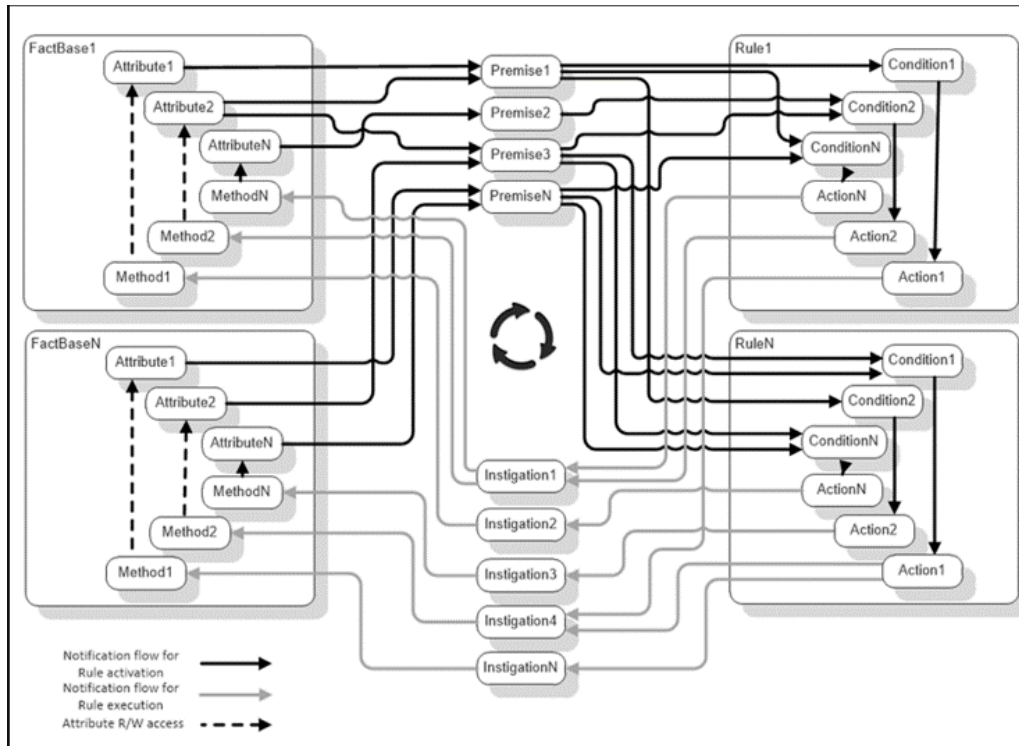 FactBase1
Attribute1
Attribute2
AttributeN
MethodN
Method2
Method1
FactBaseN
Attribute1
Attribute2
AttributeN
MethodN
Method2
Method1
Premise1
Premise2
Premise3
PremiseN
Instigation1
Instigation2
Instigation3
Instigation4
InstigationN
Rule1
Condition1
Condition2
ConditionN
ActionN
Action2
Action1
RuleN
Condition1
Condition2
ConditionN
ActionN
Action2
Action1
Notification flow for
Rule activation
Notification flow for
Rule execution
Attribute R/W access